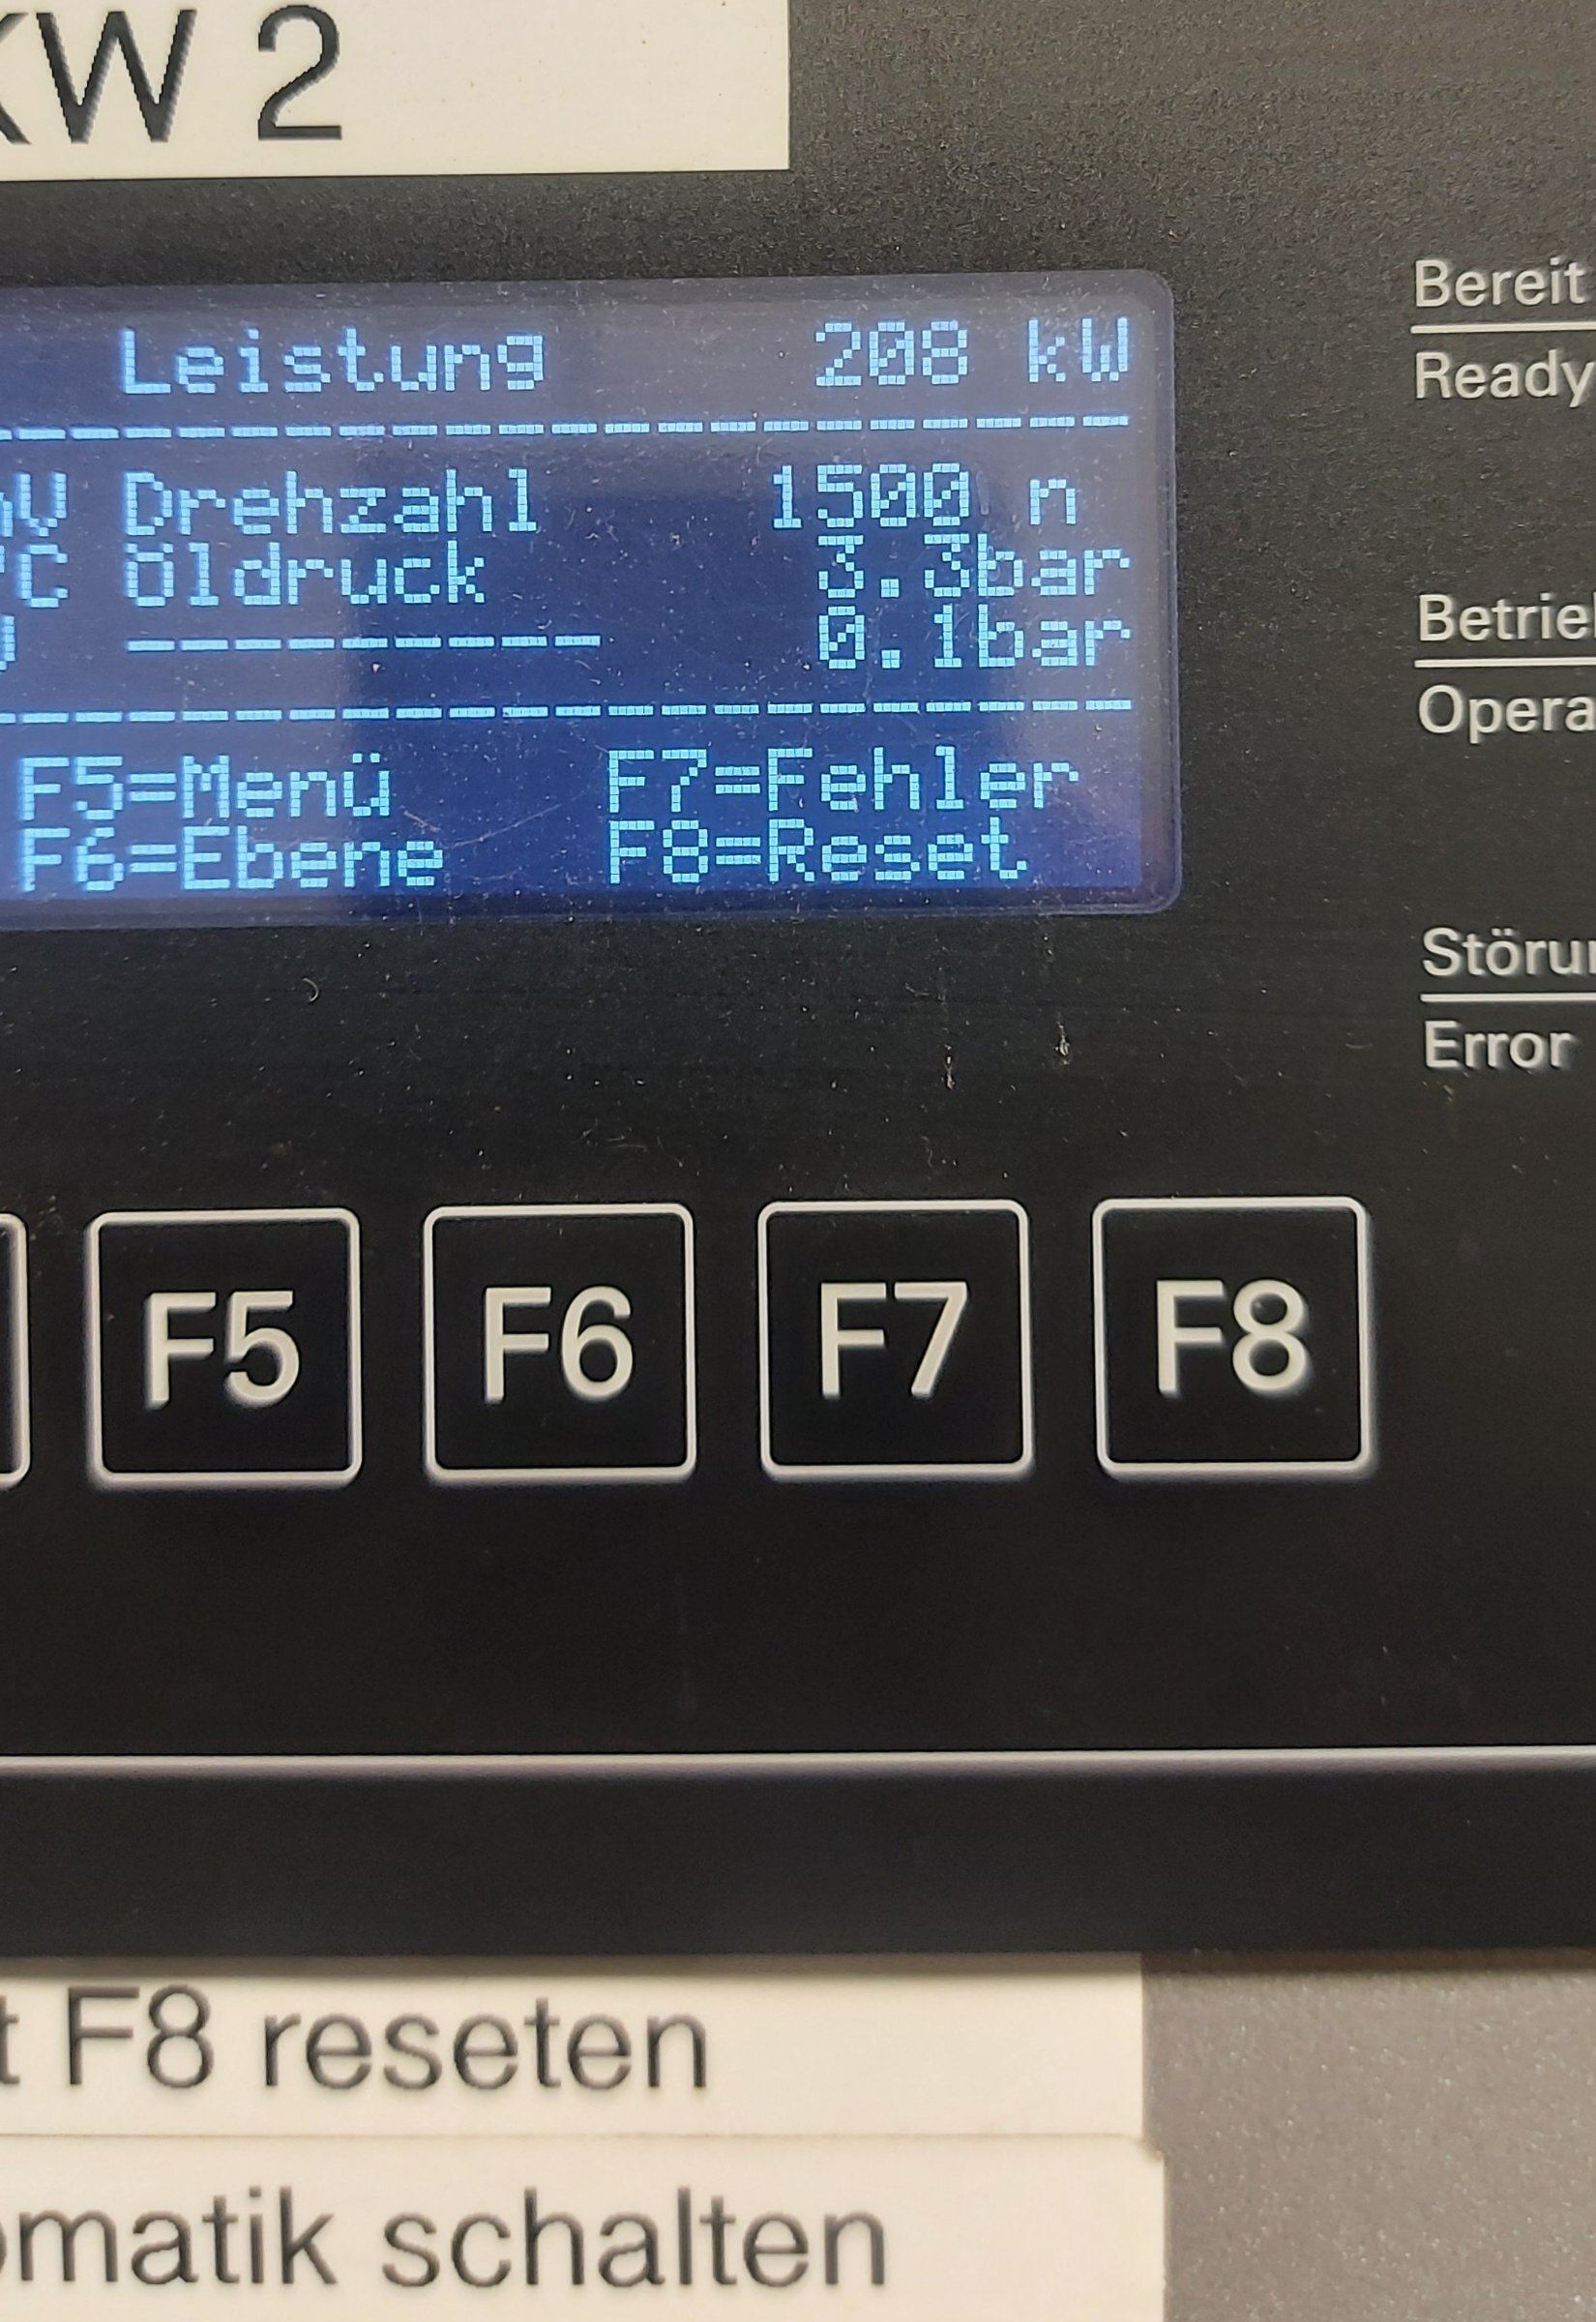 KW 2
Leistung 208 kW
Drehzahl 1500 n
°C Öldruck 3.3bar
0.1bar
F5=Menü F7=Fehler
F6=Ebene F8=Reset
Bereit
Ready
Betrieb
Opera
Störun
Error
F5 F6 F7 F8
t F8 reseten
omatik schalten